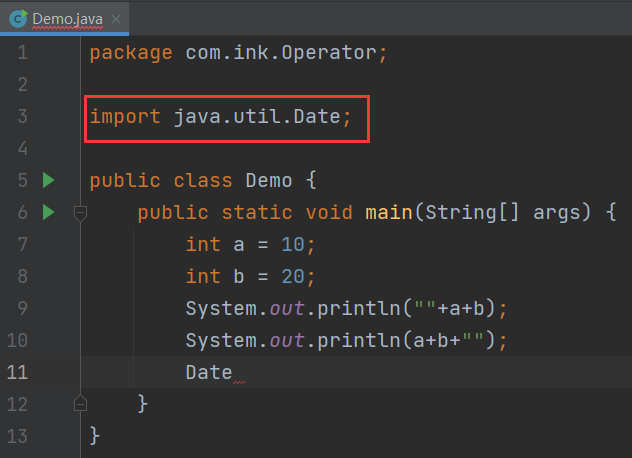 Demo.java
1 package com.ink.Operator;
2
3 import java.util.Date;
4
5 public class Demo {
6 public static void main(String[] args) {
7 int a = 10;
8 int b = 20;
9 System.out.println(""+a+b);
10 System.out.println(a+b+"");
11 Date
12 }
13 }